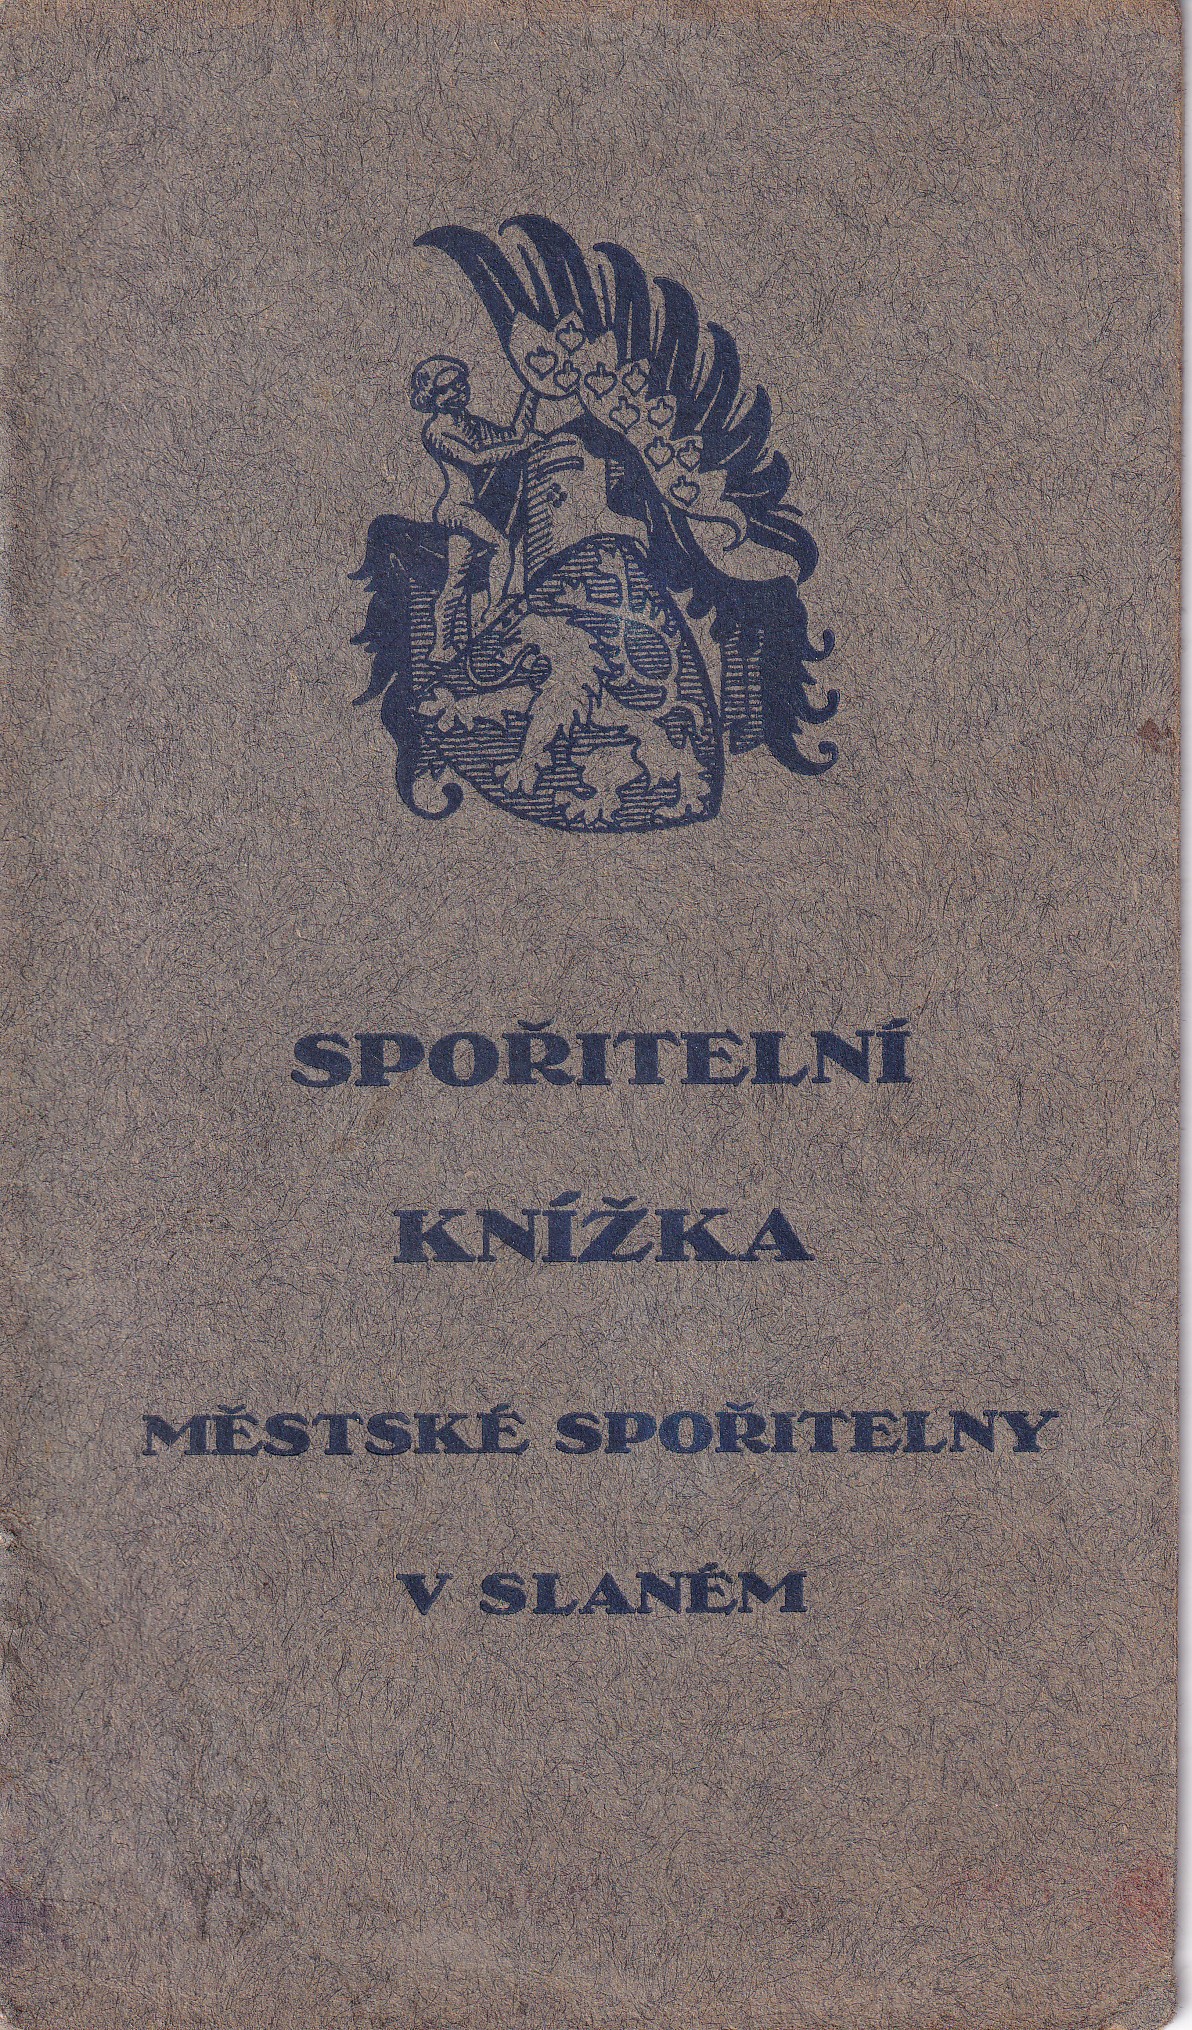 SPOŘITELNÍ
KNÍŽKA
MĚSTSKÉ SPOŘITELNY
V SLANÉM